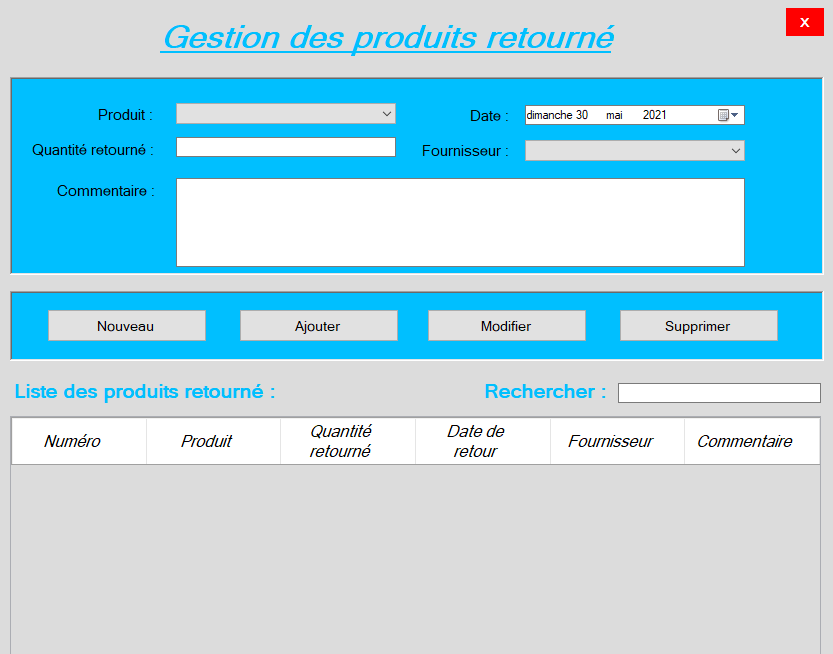 Gestion des produits retourné
X
Produit :
Date :
dimanche 30 mai 2021
Quantité retourné :
Fournisseur :
Commentaire :
Nouveau
Ajouter
Modifier
Supprimer
Liste des produits retourné :
Rechercher :
Numéro
Produit
Quantité
retourné
Date de
retour
Fournisseur
Commentaire